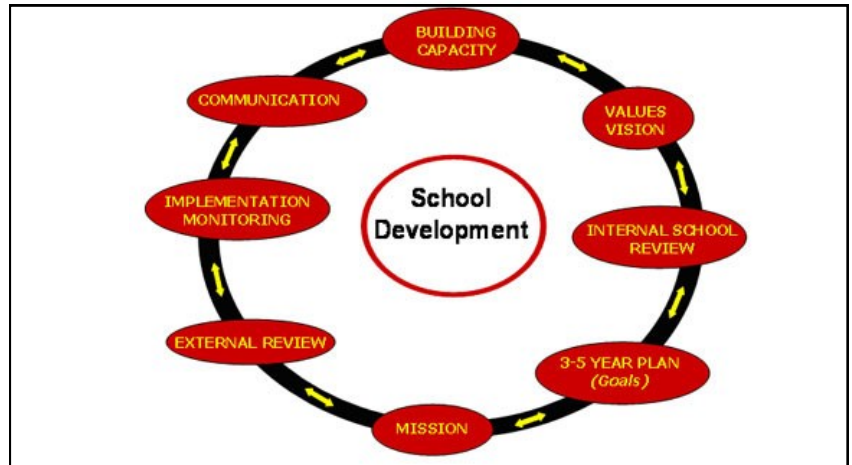 BUILDING
CAPACITY
COMMUNICATION
VALUES
VISION
School
Development
IMPLEMENTATION
MONITORING
INTERNAL SCHOOL
REVIEW
EXTERNAL REVIEW
3-5 YEAR PLAN
(Goals)
MISSION